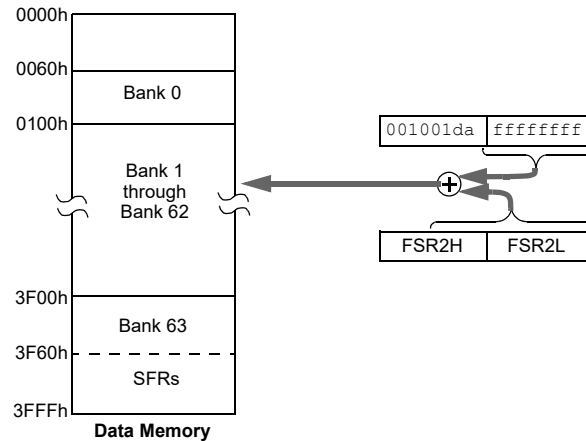 0000h
0060h
Bank 0
0100h
001001da ffffffff
Bank 1
through
Bank 62
FSR2H FSR2L
3F00h
Bank 63
3F60h
SFRs
3FFFh
Data Memory